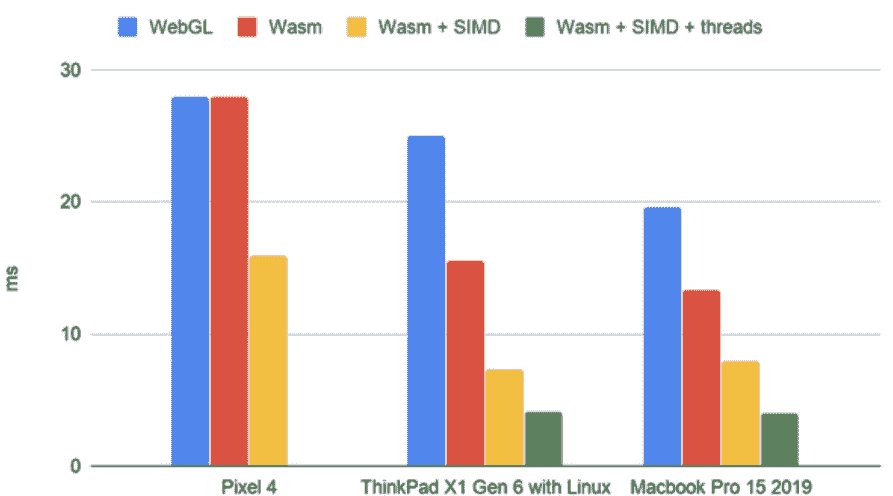 WebGL Wasm Wasm + SIMD Wasm + SIMD + threads
30
20
ms
10
0
Pixel 4 ThinkPad X1 Gen 6 with Linux Macbook Pro 15 2019